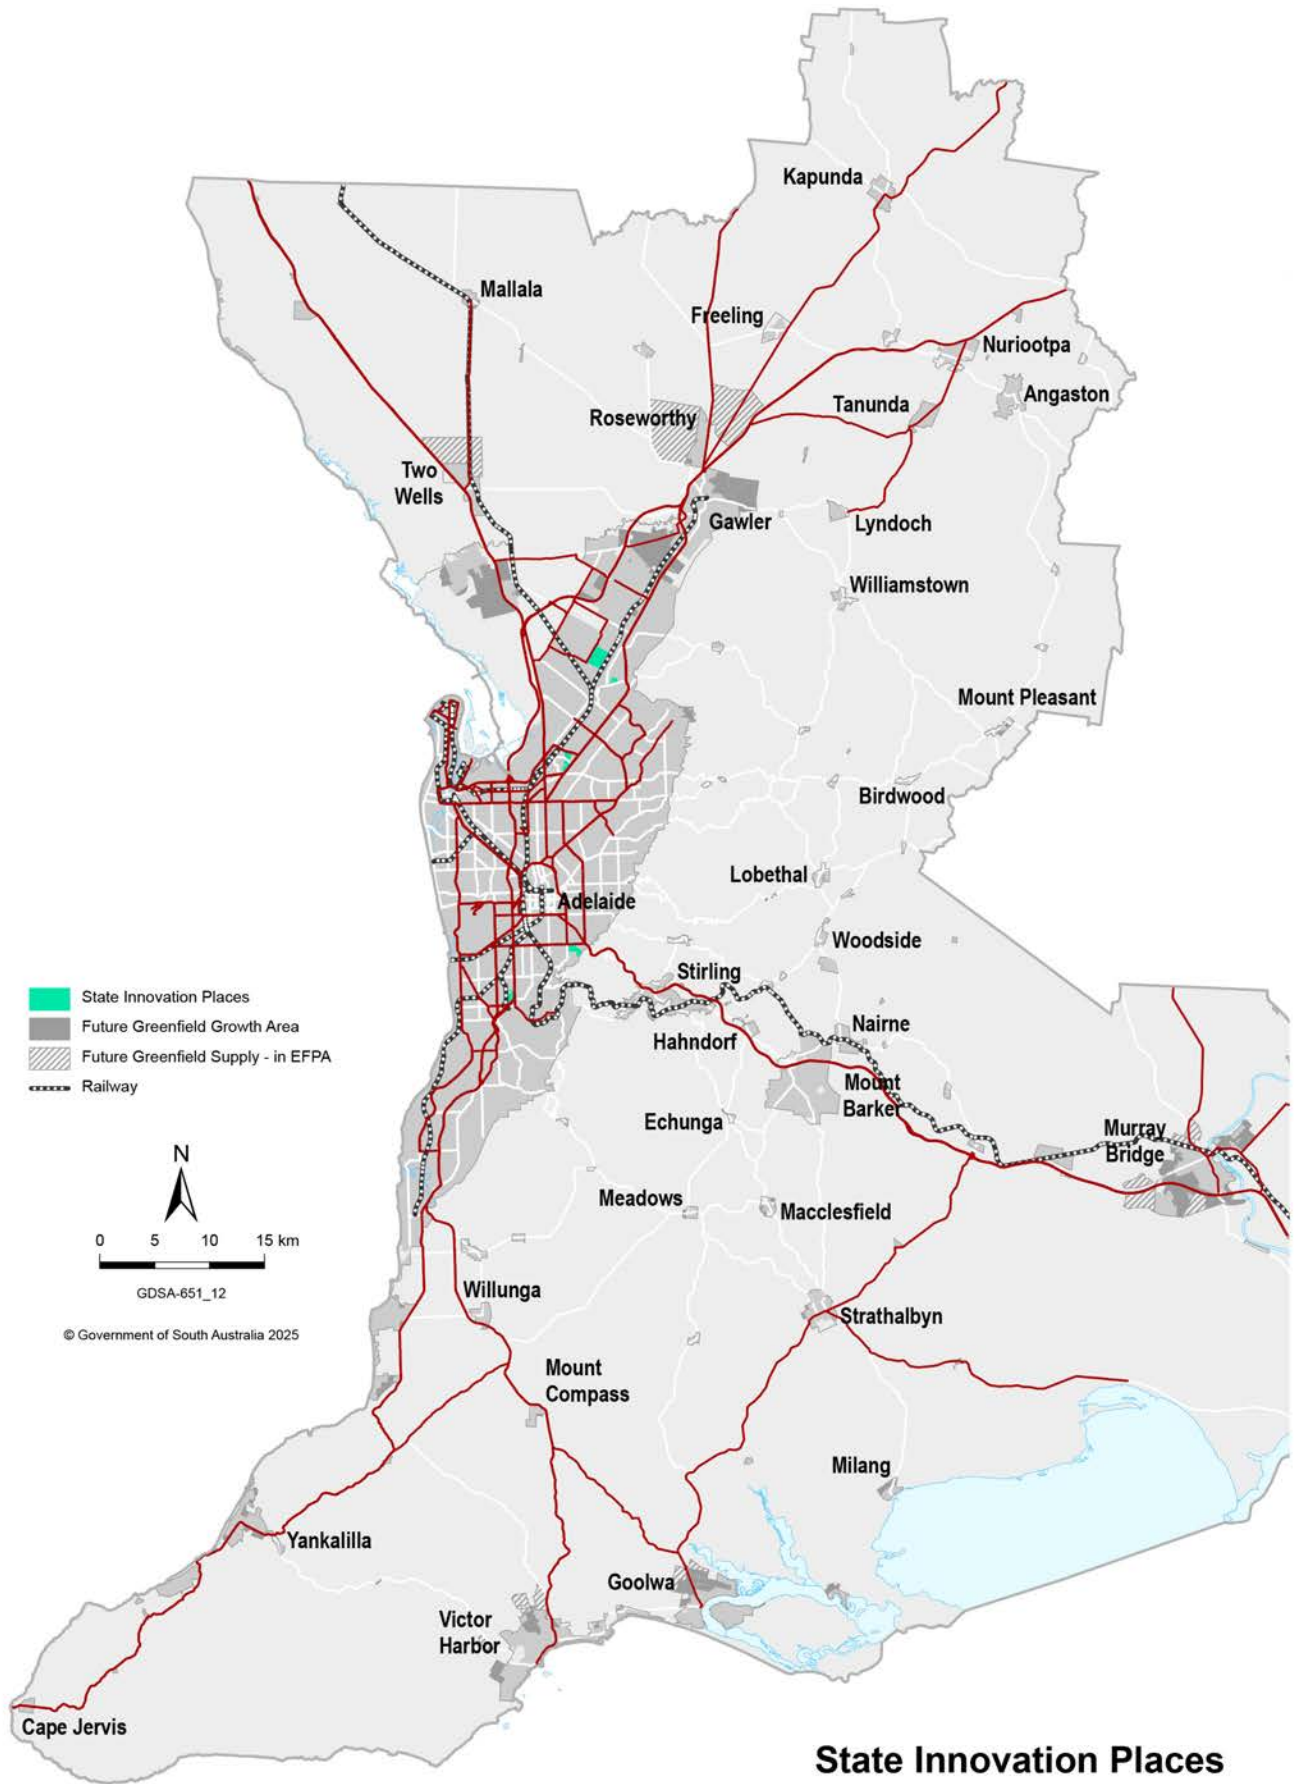 Kapunda
Mallala
Freeling
Nuriootpa
Angaston
Tanunda
Roseworthy
Two
Wells
Gawler
Lyndoch
Williamstown
Mount Pleasant
Birdwood
Lobethal
Adelaide
Woodside
Stirling
State Innovation Places
Future Greenfield Growth Area
Future Greenfield Supply - in EFPA
Railway
Nairne
Hahndorf
Mount
Barker
Echunga
Murray
Bridge
N
Meadows
Macclesfield
0 5 10 15 km
GDSA-651_12
© Government of South Australia 2025
Willunga
Strathalbyn
Mount
Compass
Milang
Yankalilla
Goolwa
Victor
Harbor
Cape Jervis
State Innovation Places